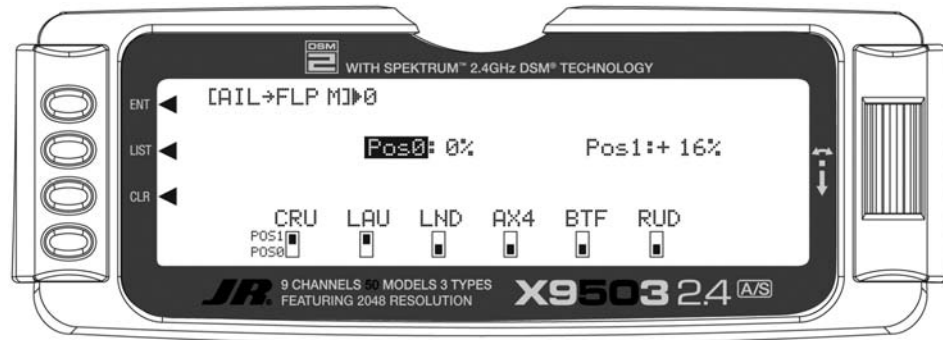 DSM
2
WITH SPEKTRUM™ 2.4GHz DSM® TECHNOLOGY
ENT
[AIL→FLP M]▶0
LIST
Pos0: 0% Pos1:+ 16%
CLR
CRU LAU LND AX4 BTF RUD
POS1
POS0
JR. 9 CHANNELS 50 MODELS 3 TYPES
FEATURING 2048 RESOLUTION
X9503 2.4 A/S